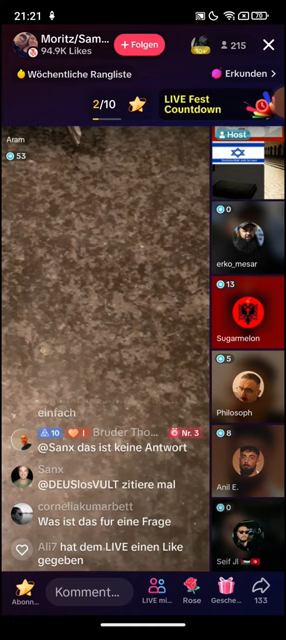 21:21
70
Moritz/Sam...
94.9K Likes
+ Folgen
10+
215
Wöchentliche Rangliste
Erkunden >
2/10
LIVE Fest
Countdown
Aram
53
Host
0
erko_mesar
13
Sugarmelon
5
Philosoph
8
Anil E.
0
Seif JI
einfach
10
I
Bruder Tho...
Nr. 3
@Sanx das ist keine Antwort
Sanx
@DEUSlosVULT zitiere mal
corneliakumarbett
Was ist das fur eine Frage
Ali7 hat dem LIVE einen Like
gegeben
Abonn...
Komment...
LIVE mi...
Rose
Gesche...
133